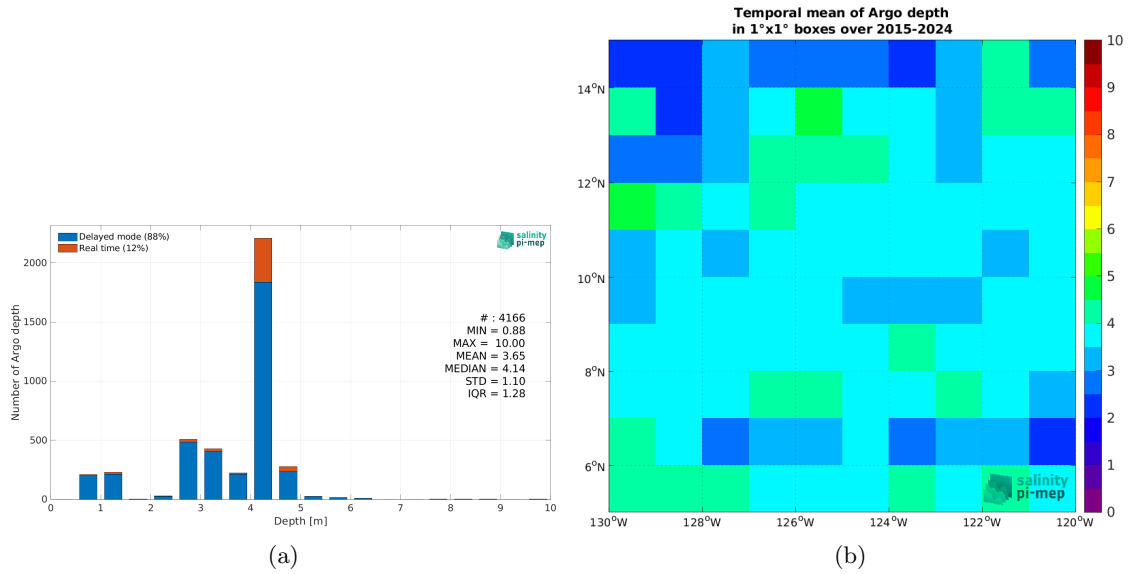 Delayed mode (88%)
Real time (12%)
salinity
pi-mep
Number of Argo depth
2000
1500
1000
500
0
# : 4166
MIN = 0.88
MAX = 10.00
MEAN = 3.65
MEDIAN = 4.14
STD = 1.10
IQR = 1.28
0 1 2 3 4 5 6 7 8 9 10
Depth [m]
(a)
Temporal mean of Argo depth
in 1°x1° boxes over 2015-2024
14°N
12°N
10°N
8°N
6°N
130°W 128°W 126°W 124°W 122°W 120°W
salinity
pi-mep
10
9
8
7
6
5
4
3
2
1
0
(b)